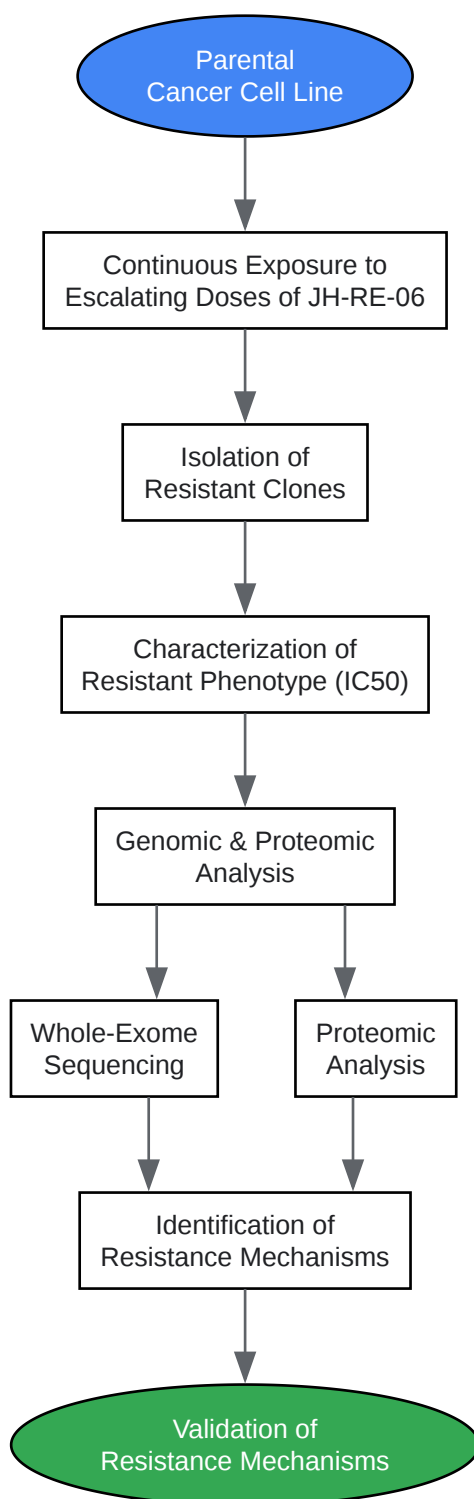 Parental
Cancer Cell Line
Continuous Exposure to
Escalating Doses of JH-RE-06
Isolation of
Resistant Clones
Characterization of
Resistant Phenotype (IC50)
Genomic & Proteomic
Analysis
Whole-Exome
Sequencing
Proteomic
Analysis
Identification of
Resistance Mechanisms
Validation of
Resistance Mechanisms